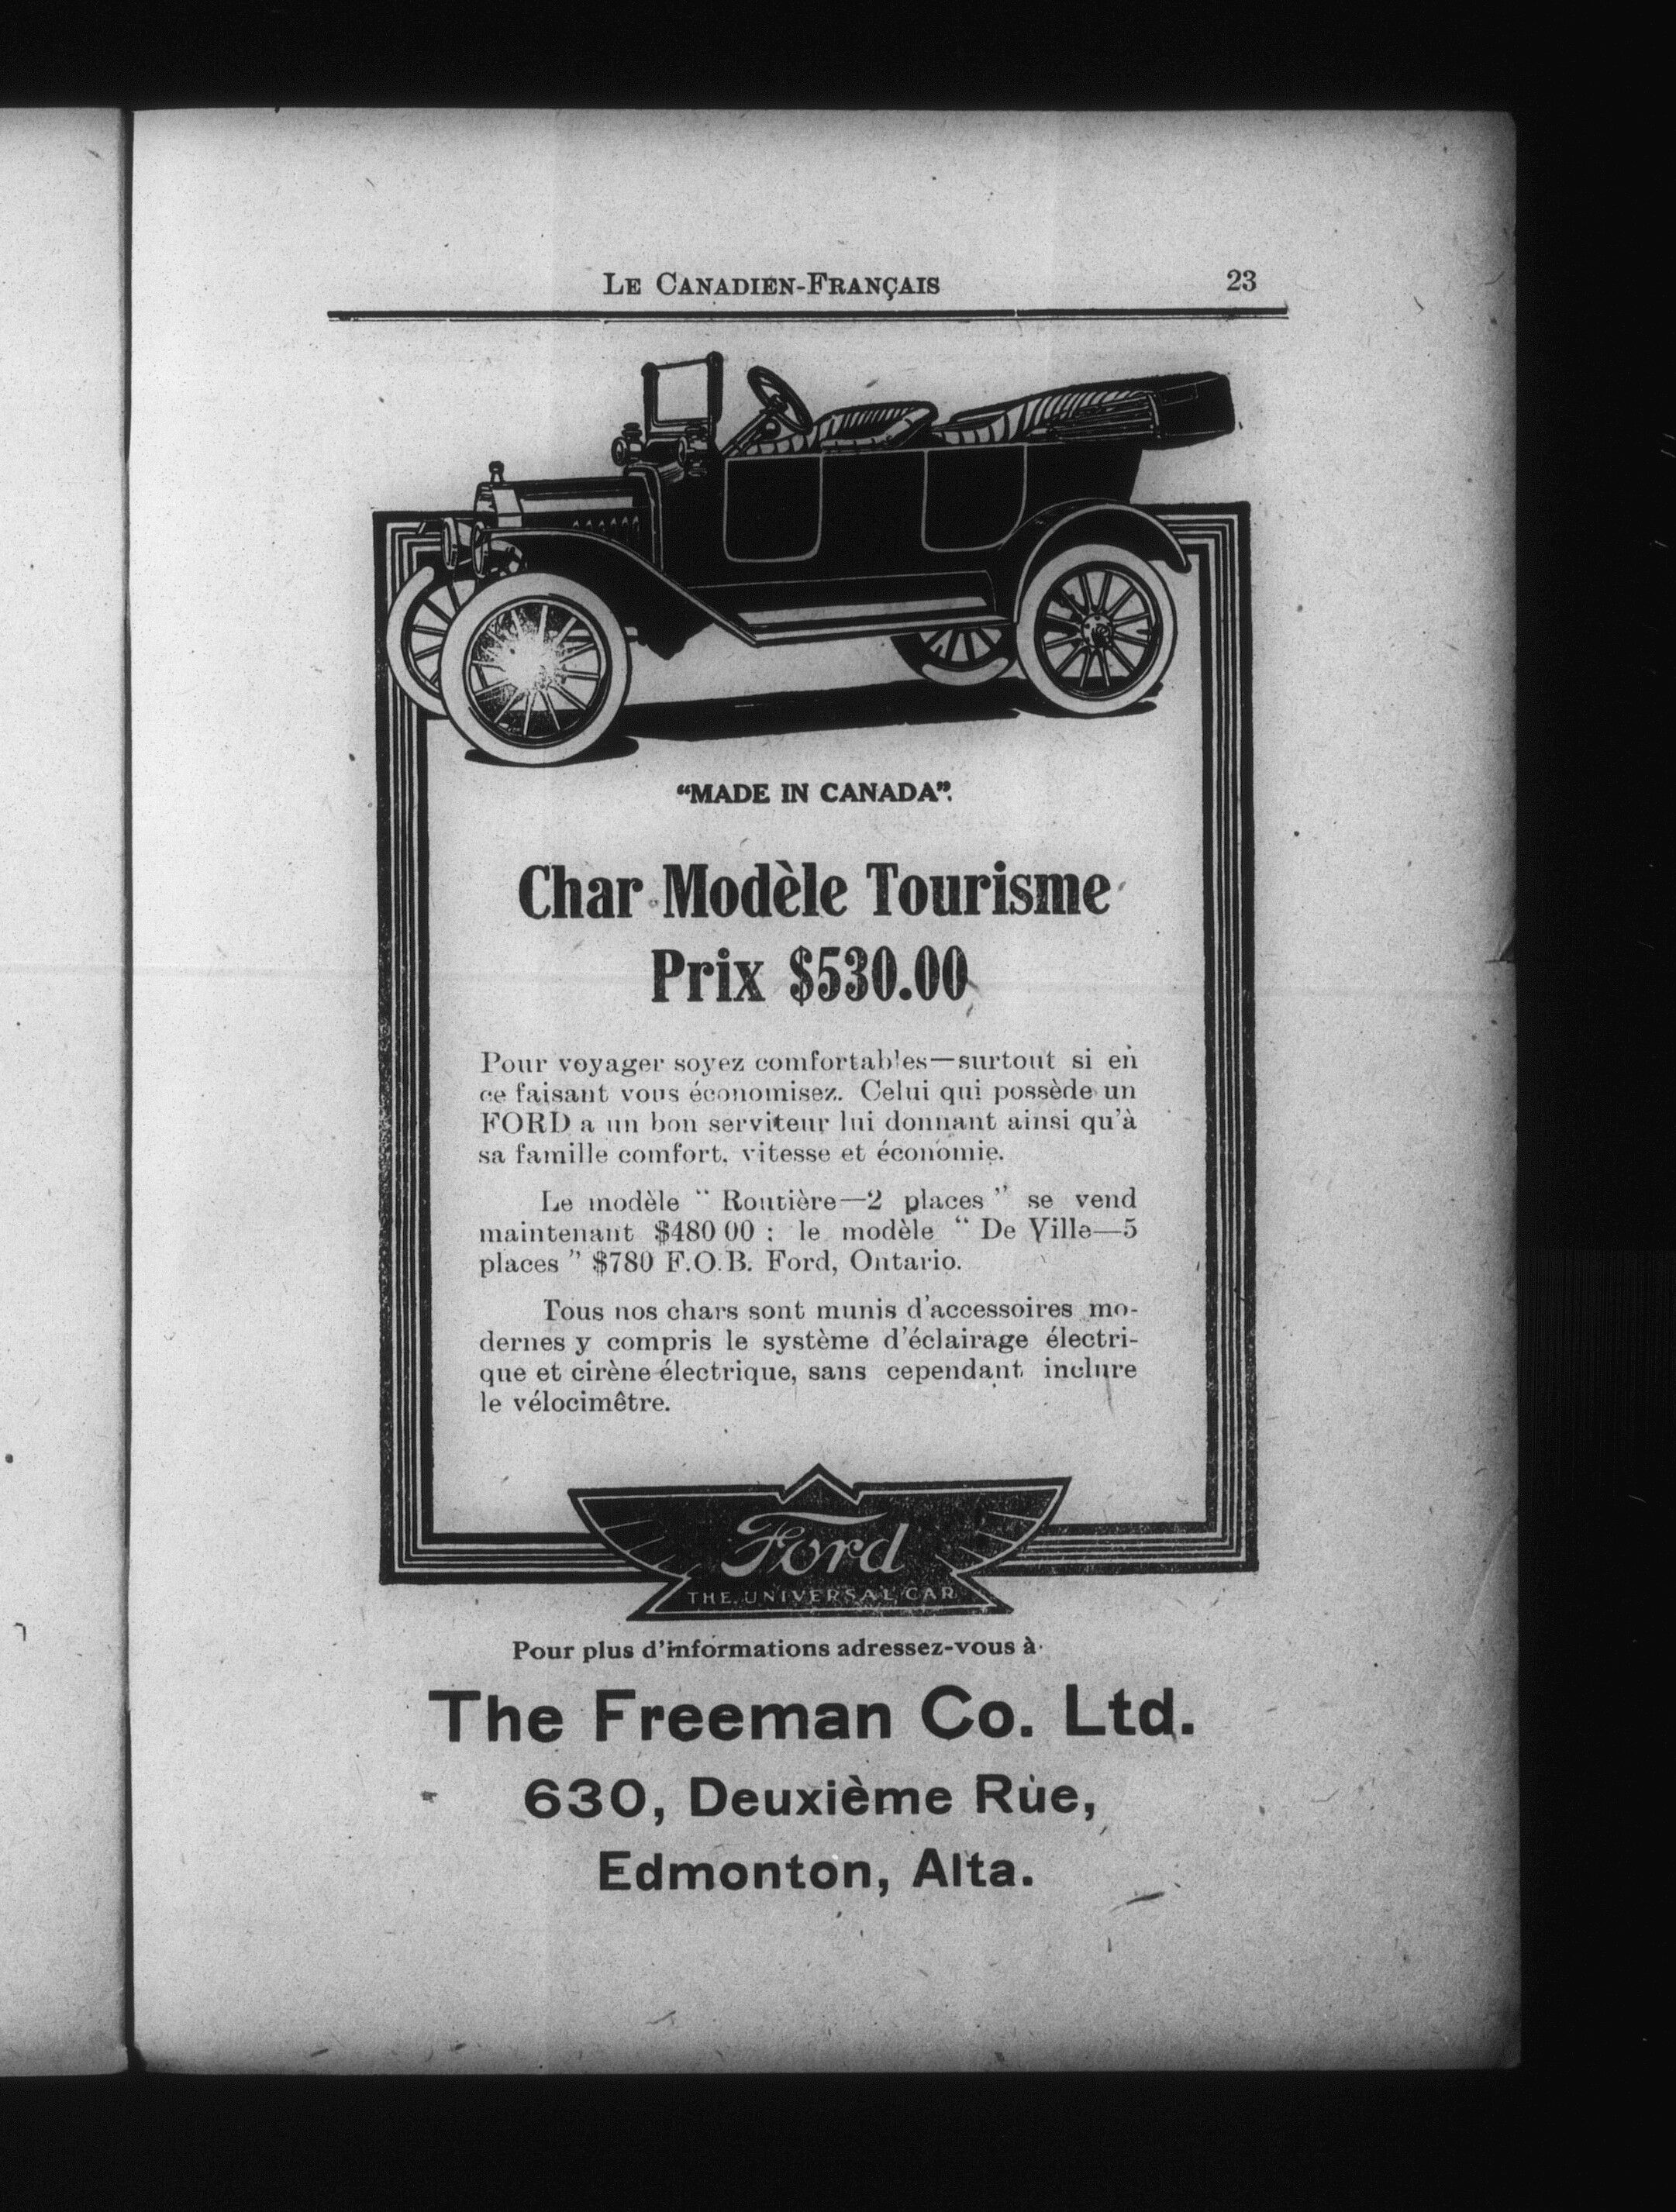 LE CANADIEN-FRANÇAIS 23
“MADE IN CANADA”.
Char Modèle Tourisme
Prix $530.00
Pour voyager soyez comfortables—surtout si en
ce faisant vous économisez. Celui qui possède un
FORD a un bon serviteur lui donnant ainsi qu'à
sa famille comfort, vitesse et économie.
Le modèle “ Routière—2 places ” se vend
maintenant $480 00 : le modèle “ De Ville—5
places ” $780 F.O.B. Ford, Ontario.
Tous nos chars sont munis d'accessoires mo-
dernes y compris le système d'éclairage électri-
que et cirène électrique, sans cependant inclure
le vélocimêtre.
Ford
THE UNIVERSAL CAR
Pour plus d'informations adressez-vous à
The Freeman Co. Ltd.
630, Deuxième Rue,
Edmonton, Alta.